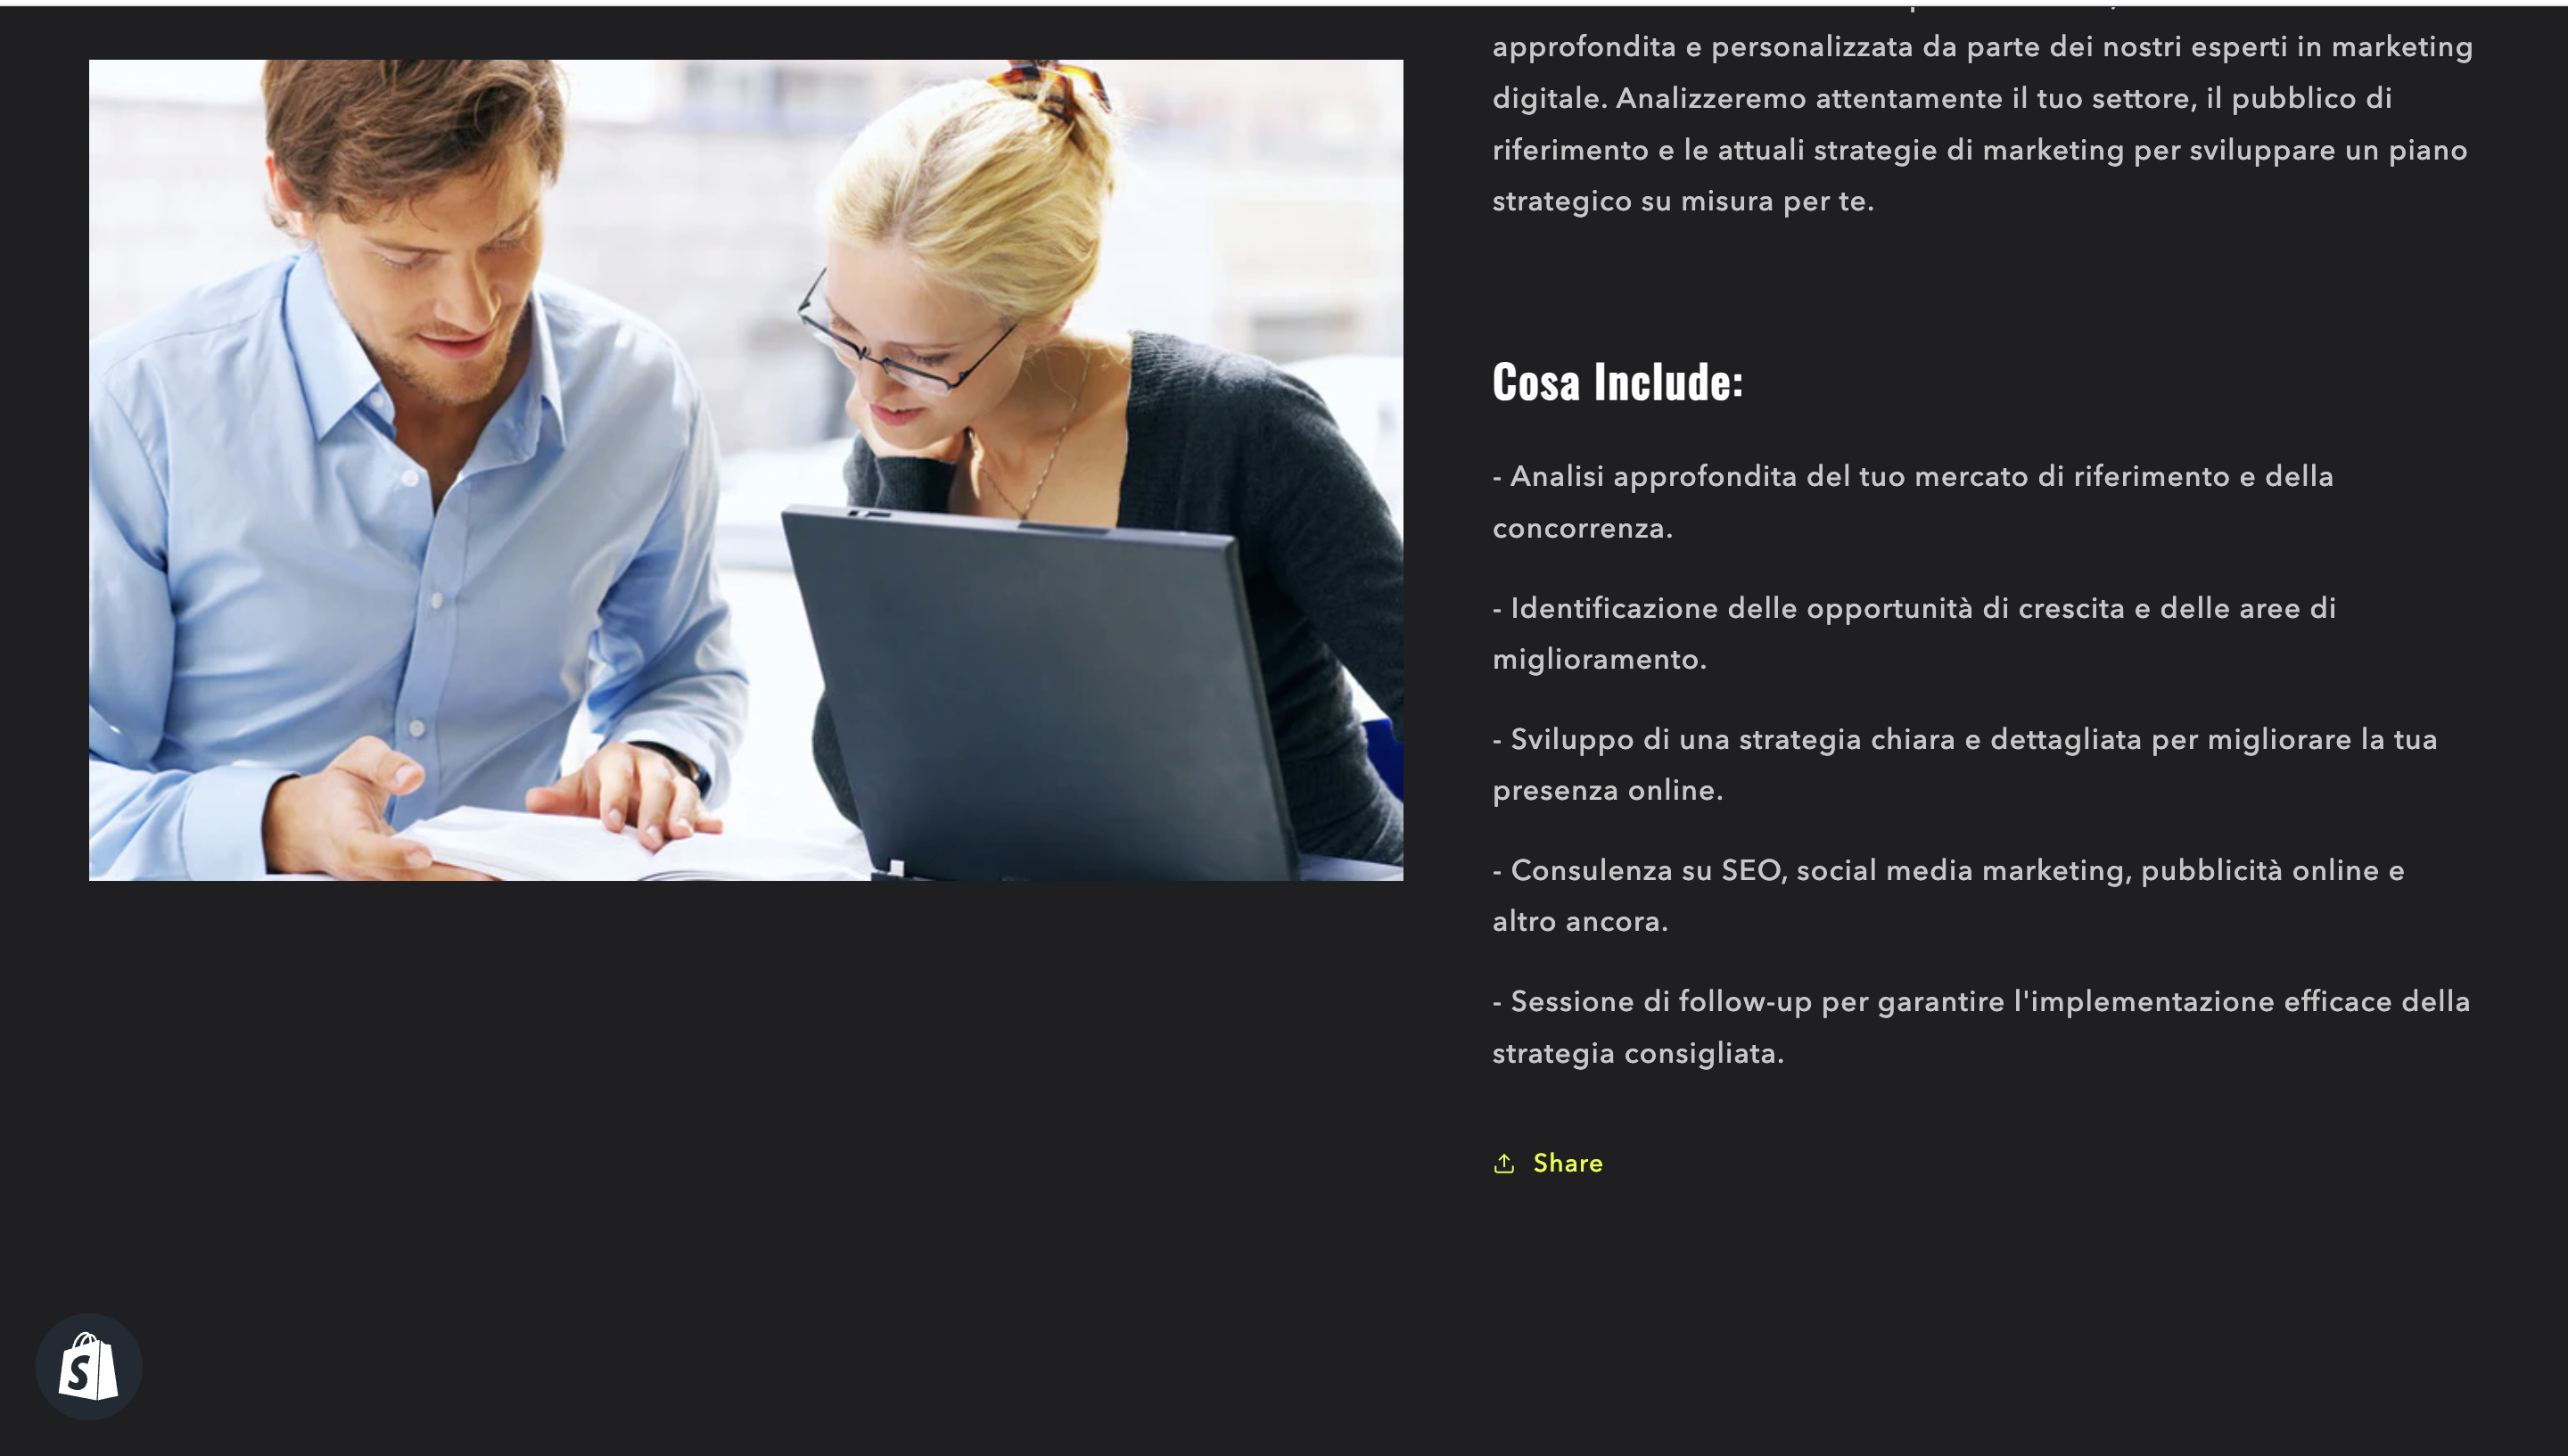 approfondita e personalizzata da parte dei nostri esperti in marketing
digitale. Analizzeremo attentamente il tuo settore, il pubblico di
riferimento e le attuali strategie di marketing per sviluppare un piano
strategico su misura per te.
Cosa Include:
- Analisi approfondita del tuo mercato di riferimento e della
concorrenza.
- Identificazione delle opportunità di crescita e delle aree di
miglioramento.
- Sviluppo di una strategia chiara e dettagliata per migliorare la tua
presenza online.
- Consulenza su SEO, social media marketing, pubblicità online e
altro ancora.
- Sessione di follow-up per garantire l'implementazione efficace della
strategia consigliata.
Share